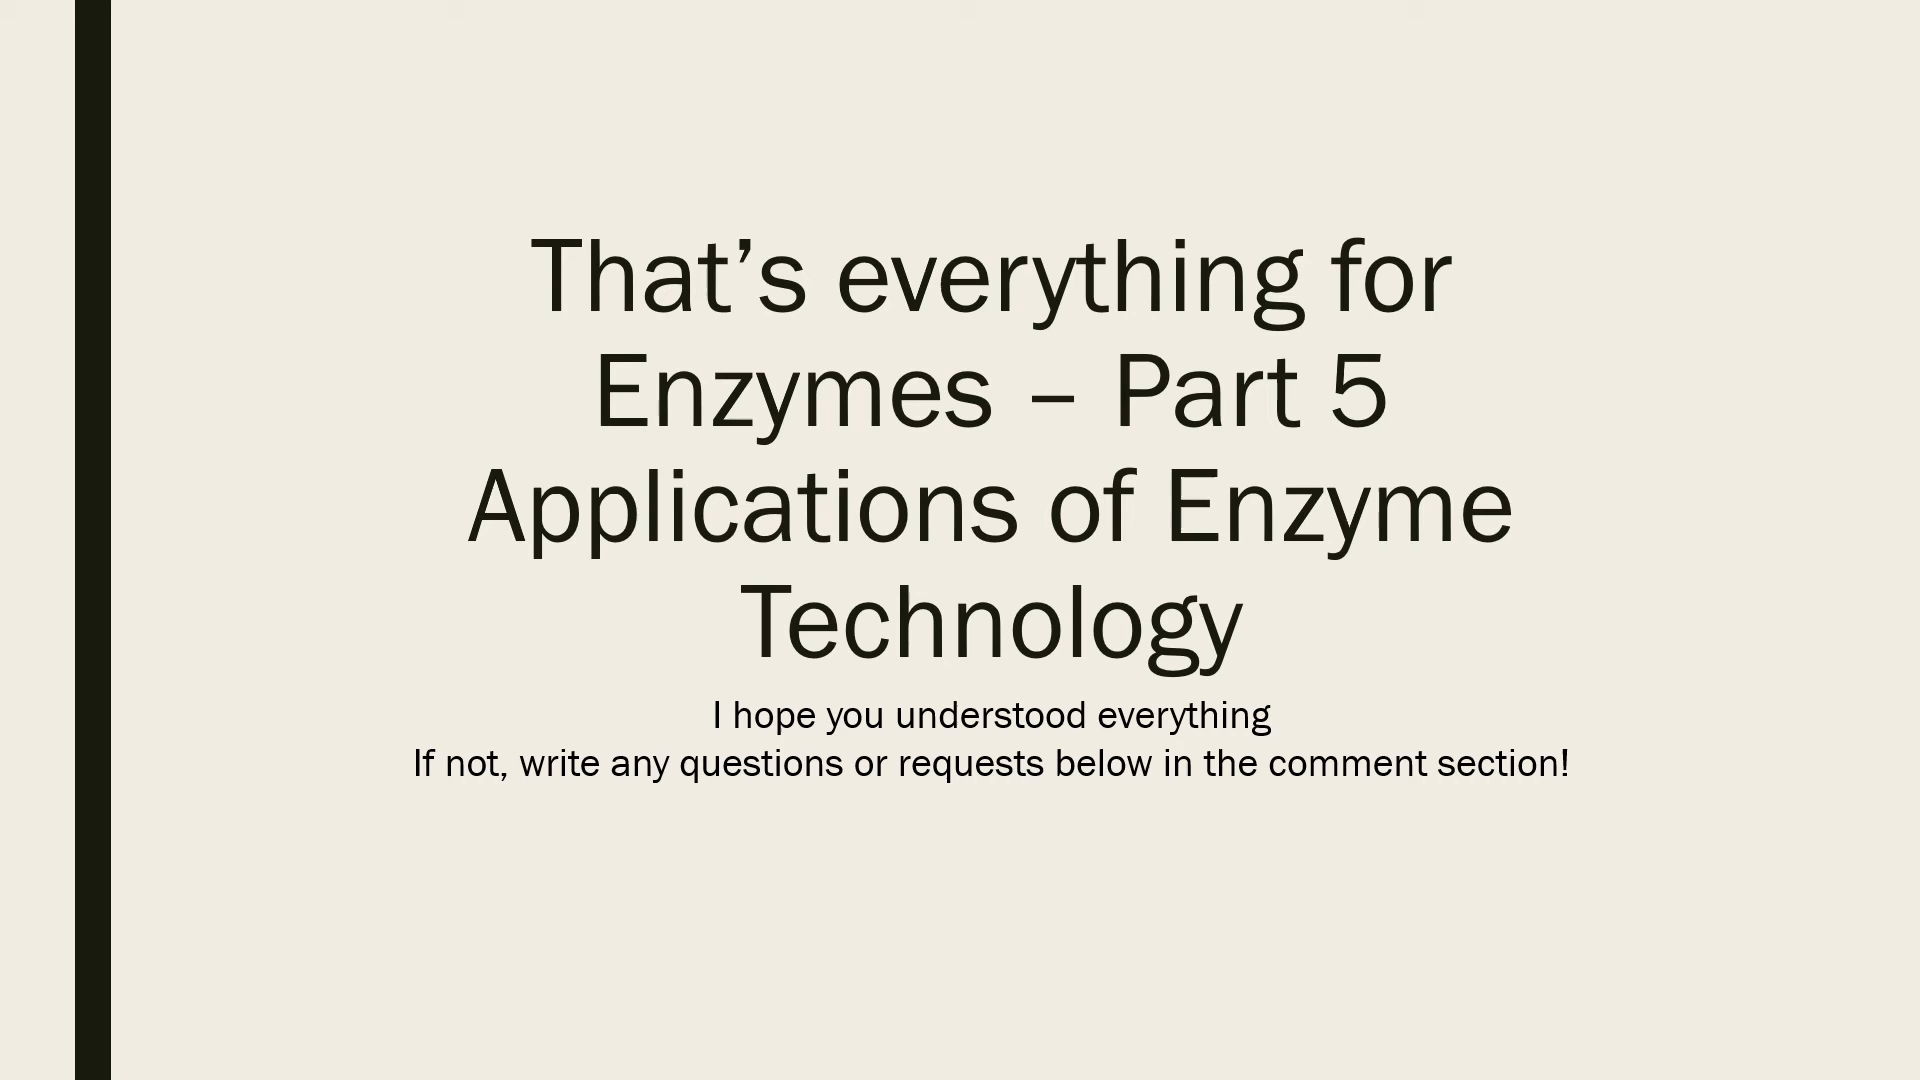 That’s everything for
Enzymes – Part 5
Applications of Enzyme
Technology
I hope you understood everything
If not, write any questions or requests below in the comment section!